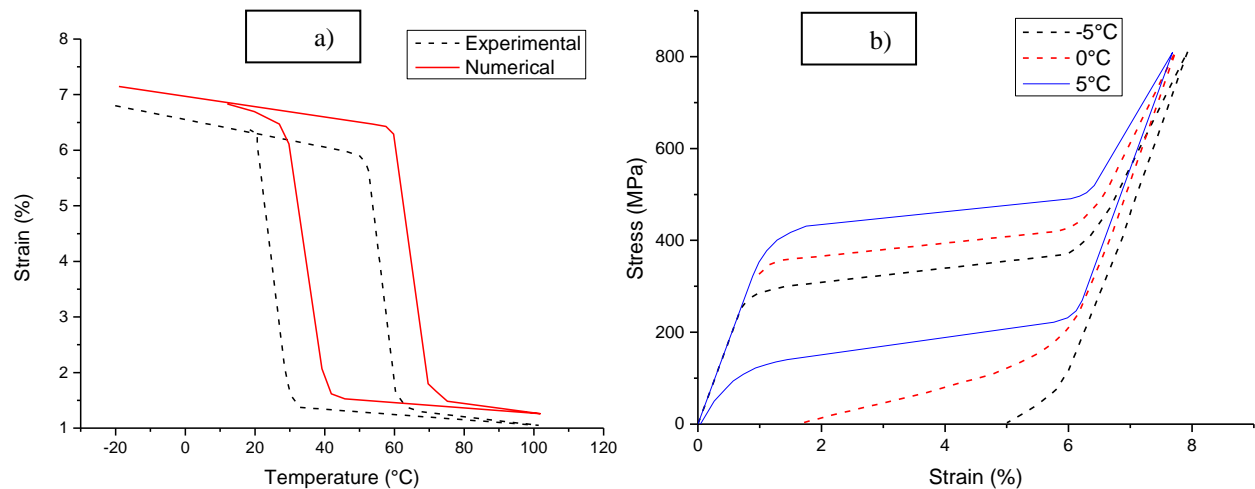 a)
Experimental
Numerical
8
7
6
5
4
3
2
1
Strain (%)
-20
0
20
40
60
80
100
120
Temperature (°C)
b)
-5°C
0°C
5°C
800
600
400
200
0
Stress (MPa)
0
2
4
6
8
Strain (%)